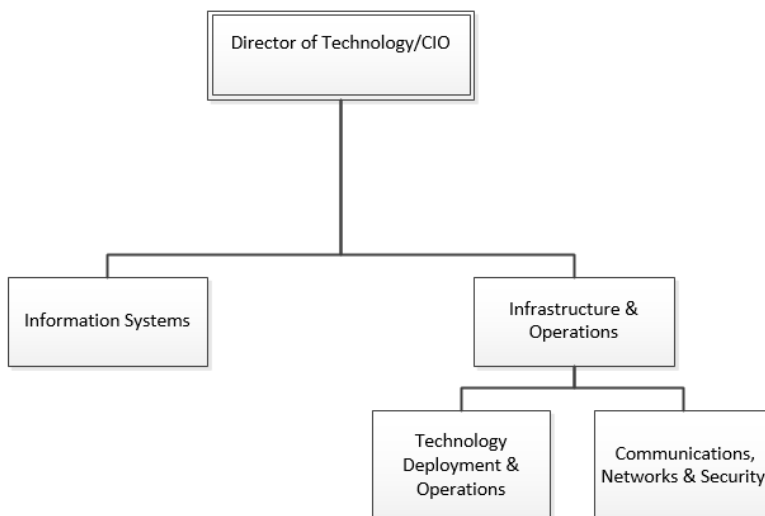 Director of Technology/CIO
Information Systems
Infrastructure &
Operations
Technology
Deployment &
Operations
Communications,
Networks & Security